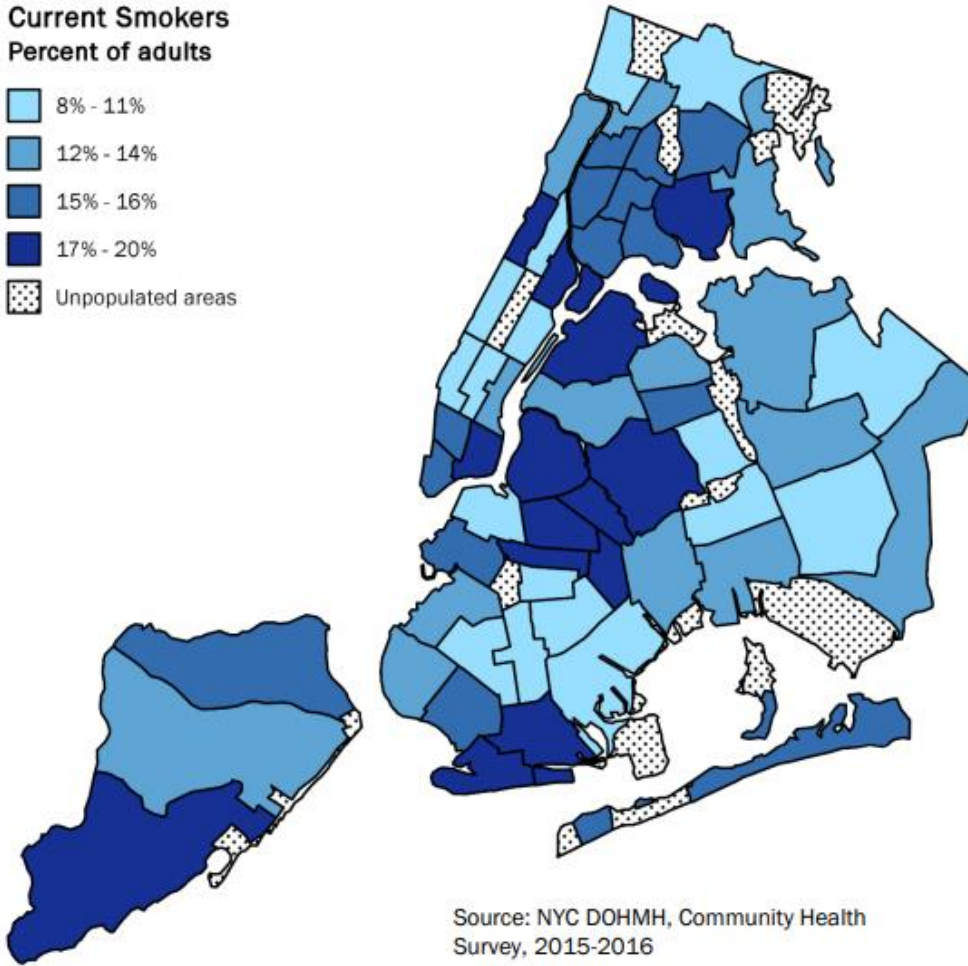 Current Smokers
Percent of adults
8% - 11%
12% - 14%
15% - 16%
17% - 20%
Unpopulated areas
Source: NYC DOHMH, Community Health
Survey, 2015-2016